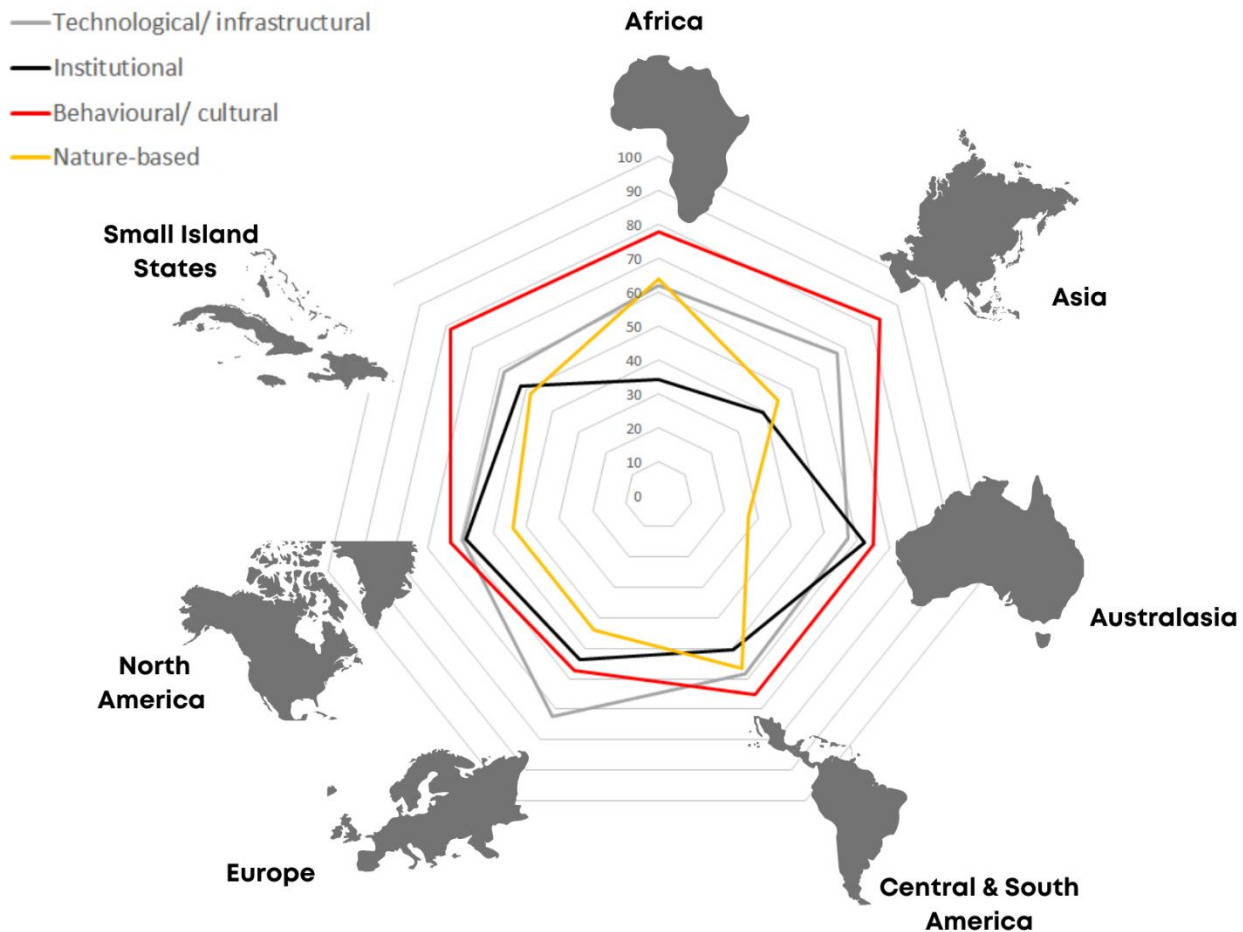 Technological/ infrastructural
Institutional
Behavioural/ cultural
Nature-based
Africa
Small Island
States
Asia
100
90
80
70
60
50
40
30
20
10
0
Australasia
North
America
Europe
Central & South
America